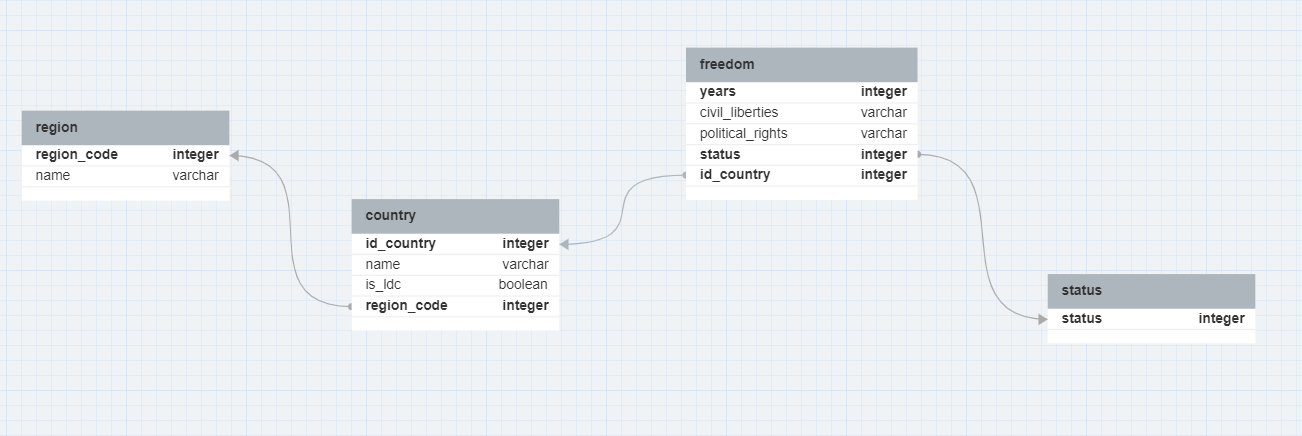 region
region_code integer
name varchar
country
id_country integer
name varchar
is_ldc boolean
region_code integer
freedom
years integer
civil_liberties varchar
political_rights varchar
status integer
id_country integer
status
status integer